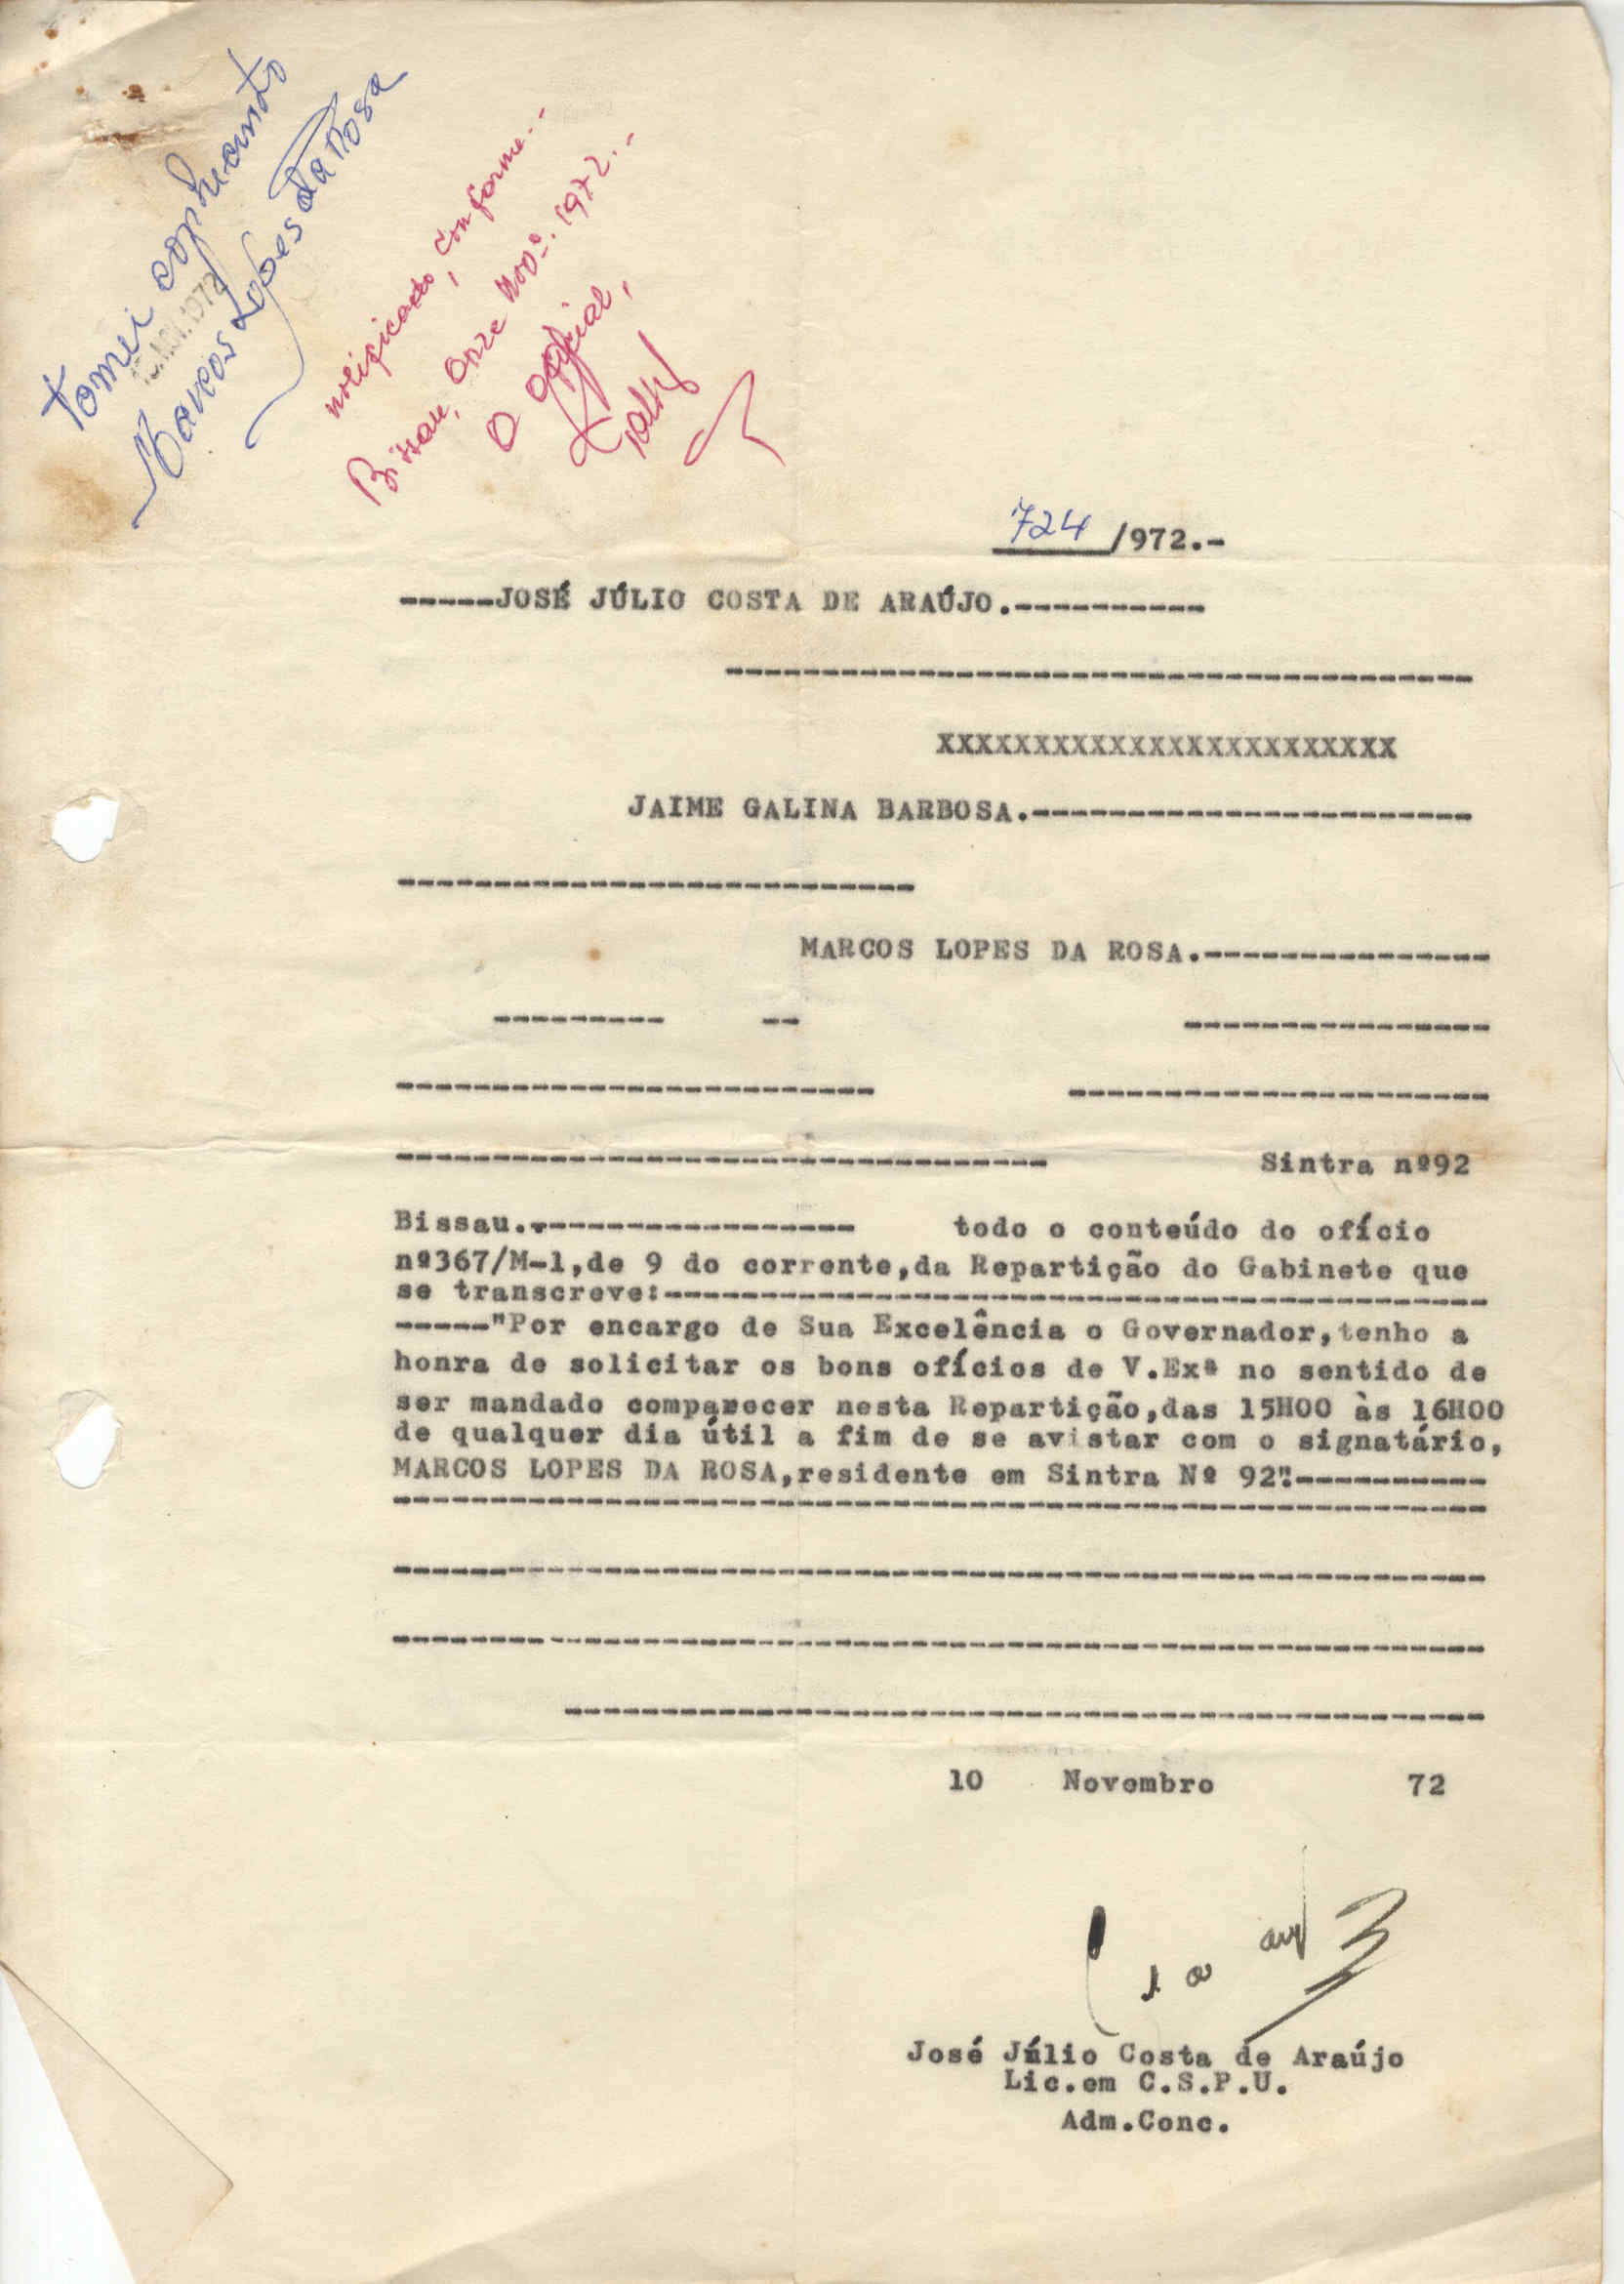 Tomei conhecimento
NOV. 1972
Marcos Lopes da Rosa
notificado, conforme.-
Bissau, onze Novº. 1972.-
O Oficial,
724/972.-
-----JOSÉ JÚLIO COSTA DE ARAÚJO.-----------
---------------------------------------
XXXXXXXXXXXXXXXXXXXXXXXX
JAIME GALINA BARBOSA.-----------------------
---------------------------
MARCOS LOPES DA ROSA.---------------
--------- -- ----------------
------------------------- ----------------------
---------------------------------- Sintra nº92
Bissau.----------------- todo o conteúdo do ofício
nº367/M-1,de 9 do corrente,da Repartição do Gabinete que
se transcreve:-------------------------------------------
-----"Por encargo de Sua Excelência o Governador,tenho a
honra de solicitar os bons ofícios de V.Exª no sentido de
ser mandado comparecer nesta Repartição,das 15H00 às 16H00
de qualquer dia útil a fim de se avistar com o signatário,
MARCOS LOPES DA ROSA,residente em Sintra Nº 92".----------
---------------------------------------------------------
---------------------------------------------------------
---------------------------------------------------------
------------------------------------------------
10 Novembro 72
José Júlio Costa de Araújo
Lic.em C.S.P.U.
Adm.Conc.